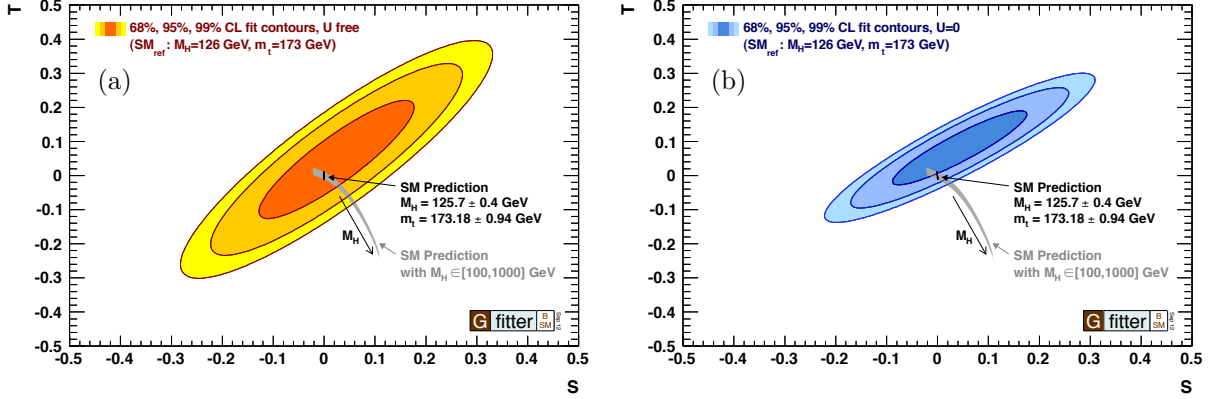 T
0.5
0.4
0.3
0.2
0.1
0
-0.1
-0.2
-0.3
-0.4
-0.5
68%, 95%, 99% CL fit contours, U free
(SM_ref : M_H=126 GeV, m_t=173 GeV)
(a)
SM Prediction
M_H = 125.7 ± 0.4 GeV
m_t = 173.18 ± 0.94 GeV
M_H
SM Prediction
with M_H ∈[100,1000] GeV
G fitter B SM
Sep 12
-0.5 -0.4 -0.3 -0.2 -0.1 0 0.1 0.2 0.3 0.4 0.5
S
T
0.5
0.4
0.3
0.2
0.1
0
-0.1
-0.2
-0.3
-0.4
-0.5
68%, 95%, 99% CL fit contours, U=0
(SM_ref : M_H=126 GeV, m_t=173 GeV)
(b)
SM Prediction
M_H = 125.7 ± 0.4 GeV
m_t = 173.18 ± 0.94 GeV
M_H
SM Prediction
with M_H ∈[100,1000] GeV
G fitter B SM
Sep 12
-0.5 -0.4 -0.3 -0.2 -0.1 0 0.1 0.2 0.3 0.4 0.5
S